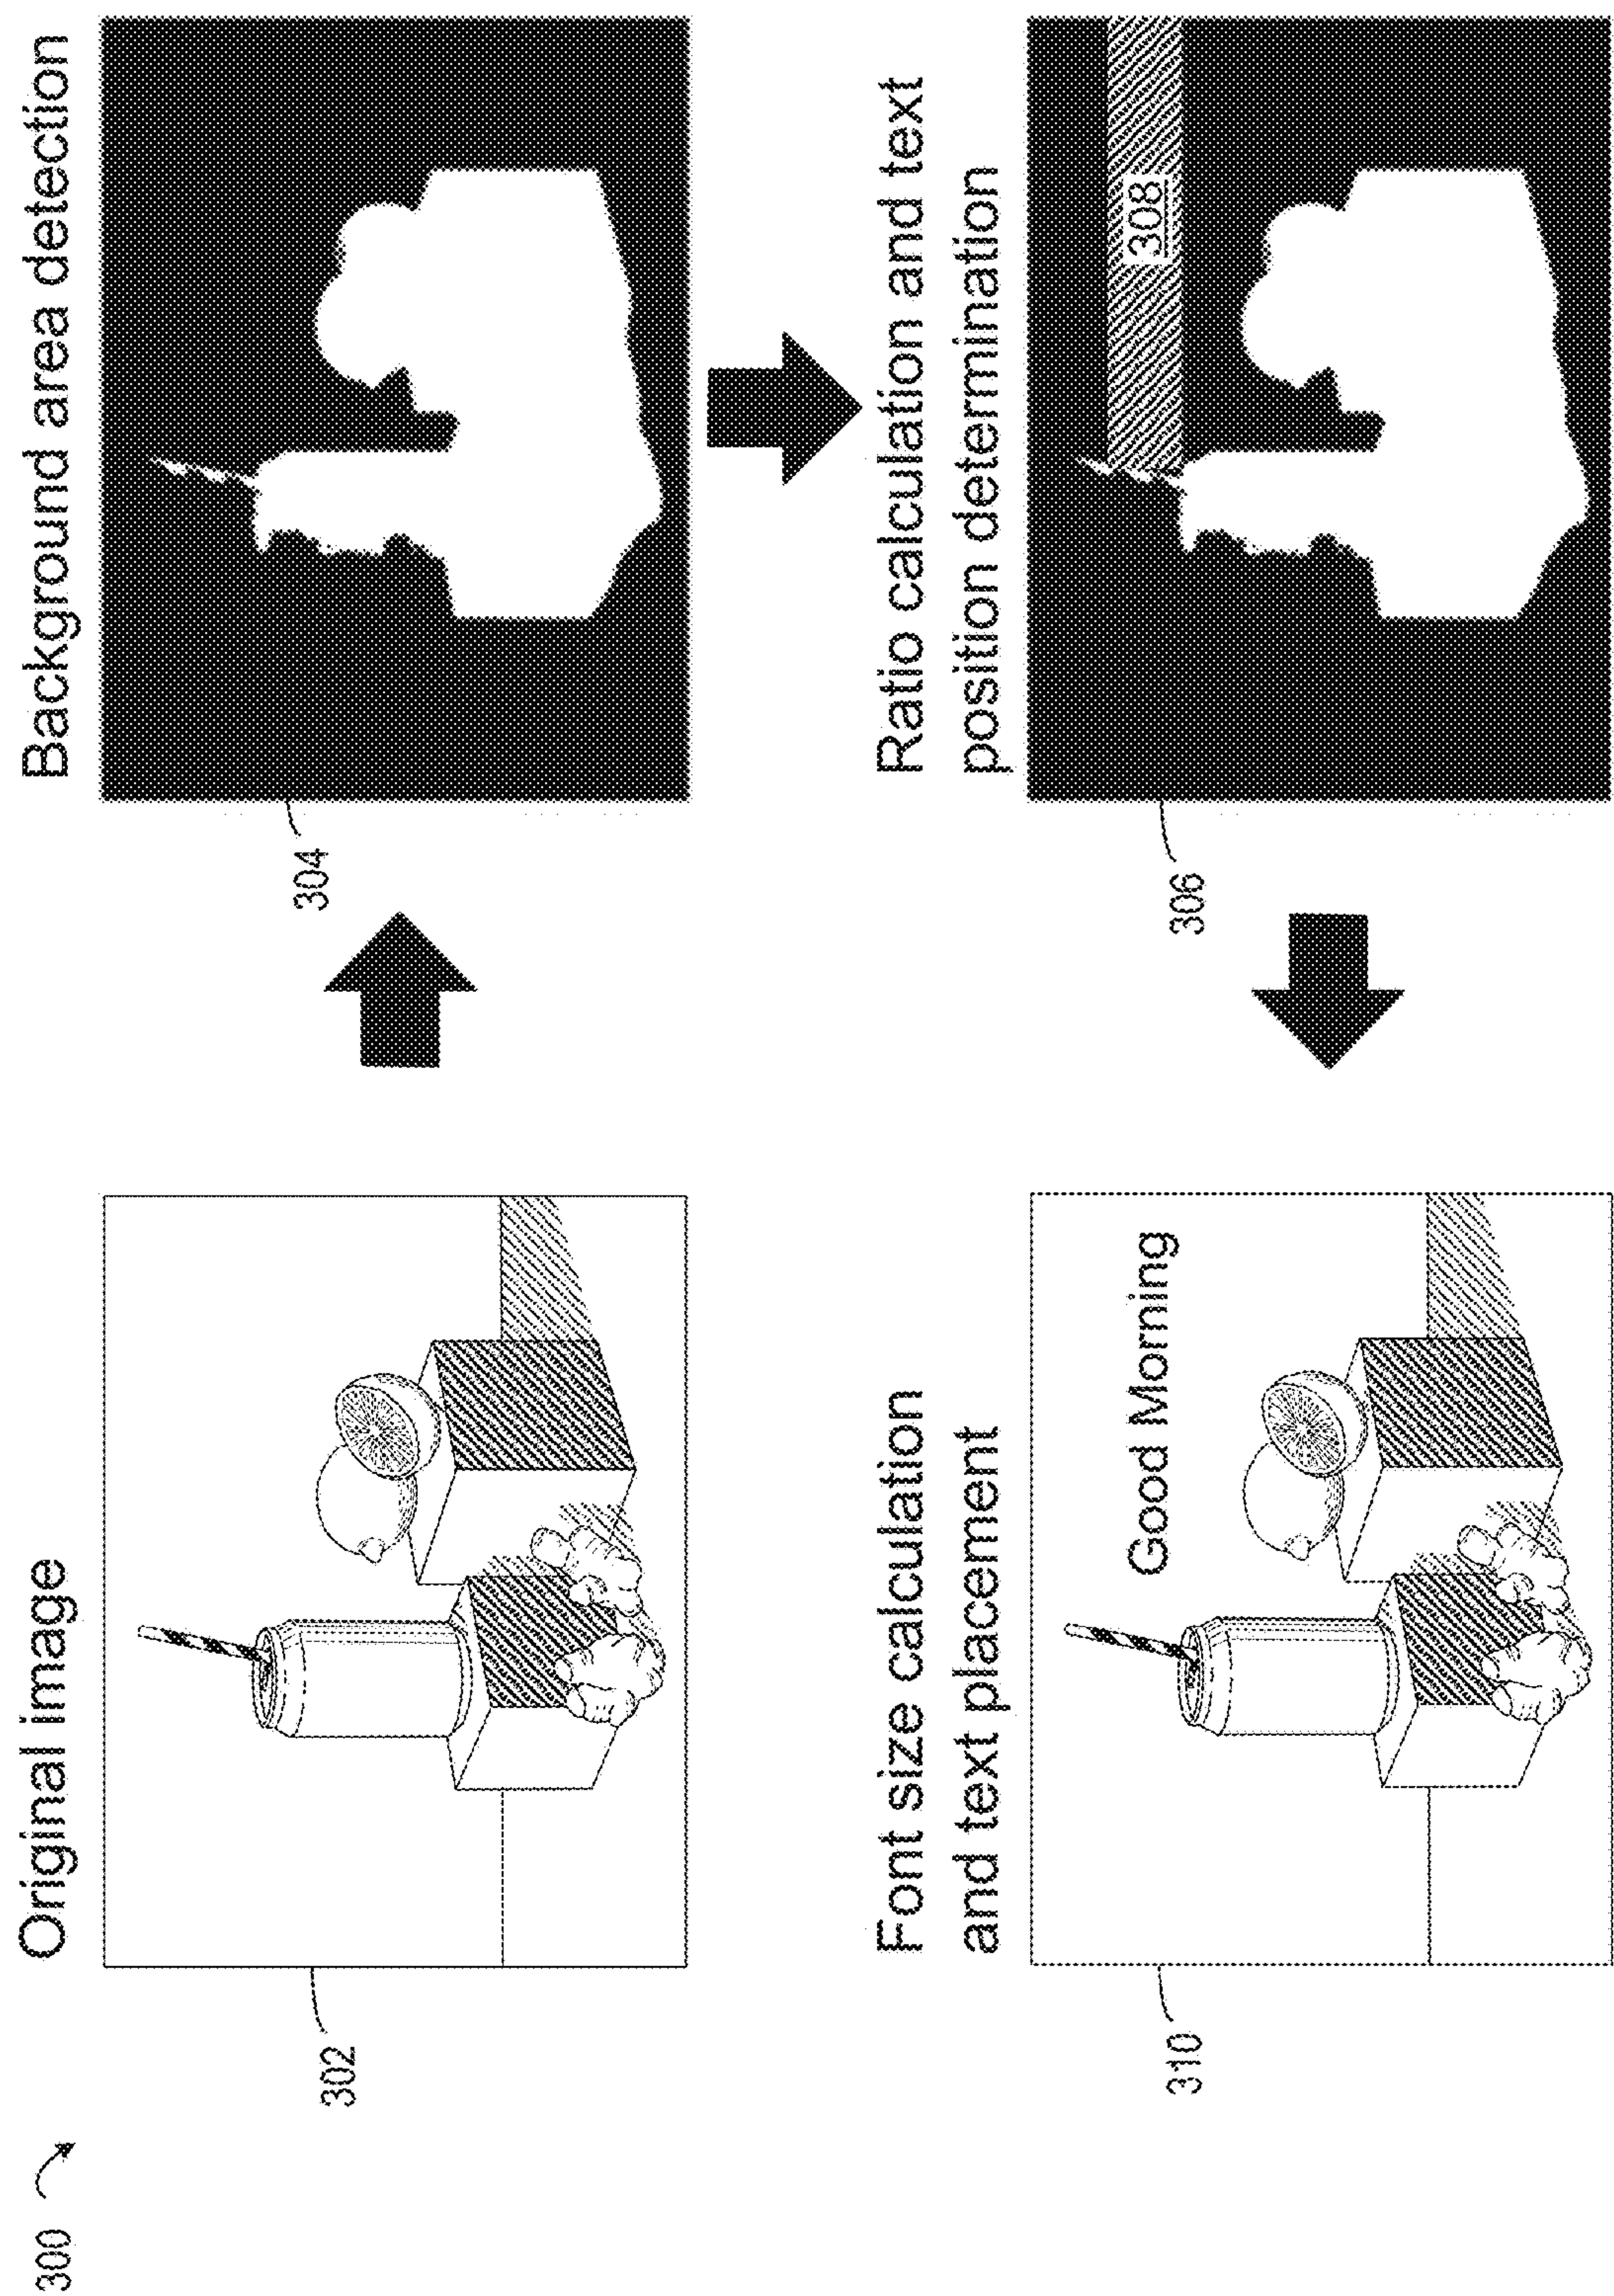 300
Original image
302
Background area detection
304
Ratio calculation and text
position determination
308
306
Font size calculation
and text placement
Good Morning
310